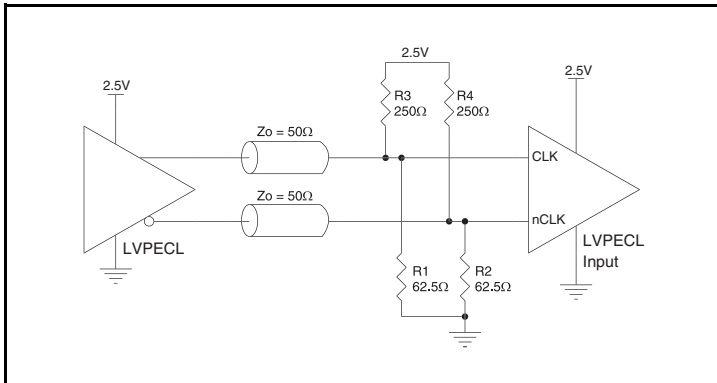 2.5V
2.5V
2.5V
R3
250Ω
R4
250Ω
Zo = 50Ω
CLK
Zo = 50Ω
nCLK
LVPECL
LVPECL
Input
R1
62.5Ω
R2
62.5Ω